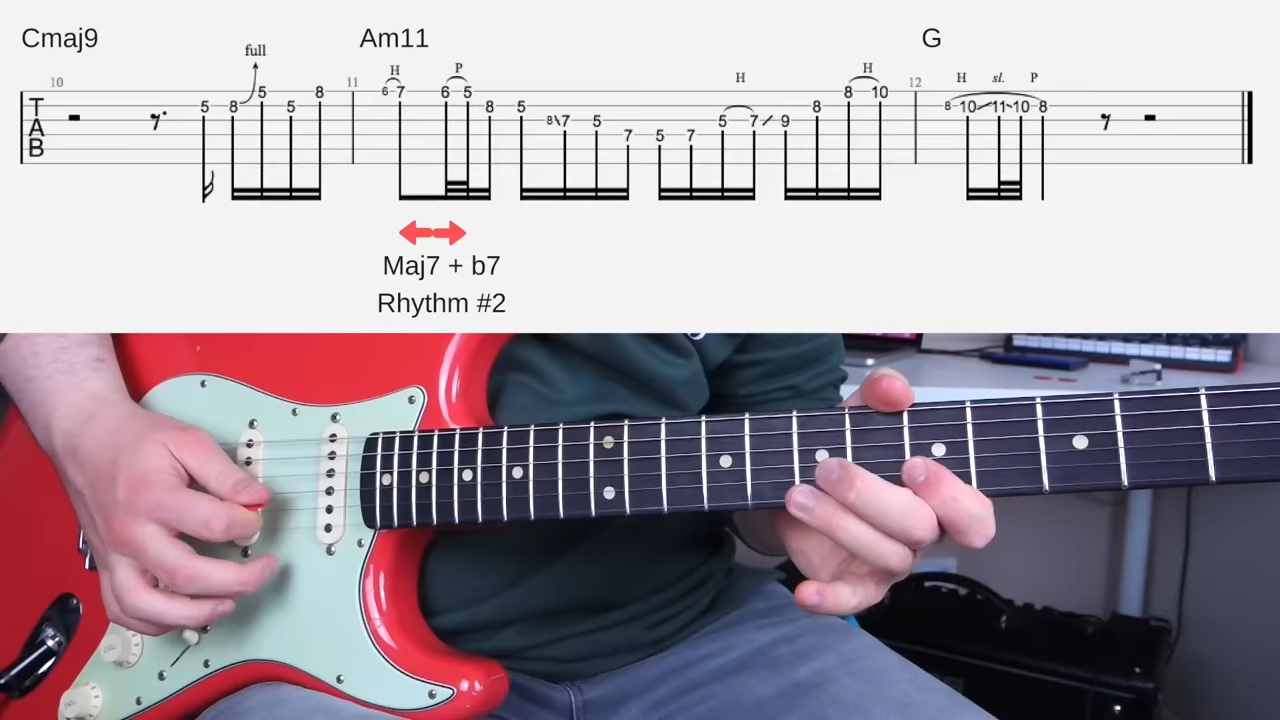 Cmaj9 Am11 G
full
10 11 12
H P H H H sl. P
5 8 5 5 8 6 7 6 5 8 5 8 7 5 7 5 7 5 7 9 8 8 10 8 10 11 10 8
T
A
B
Maj7 + b7
Rhythm #2